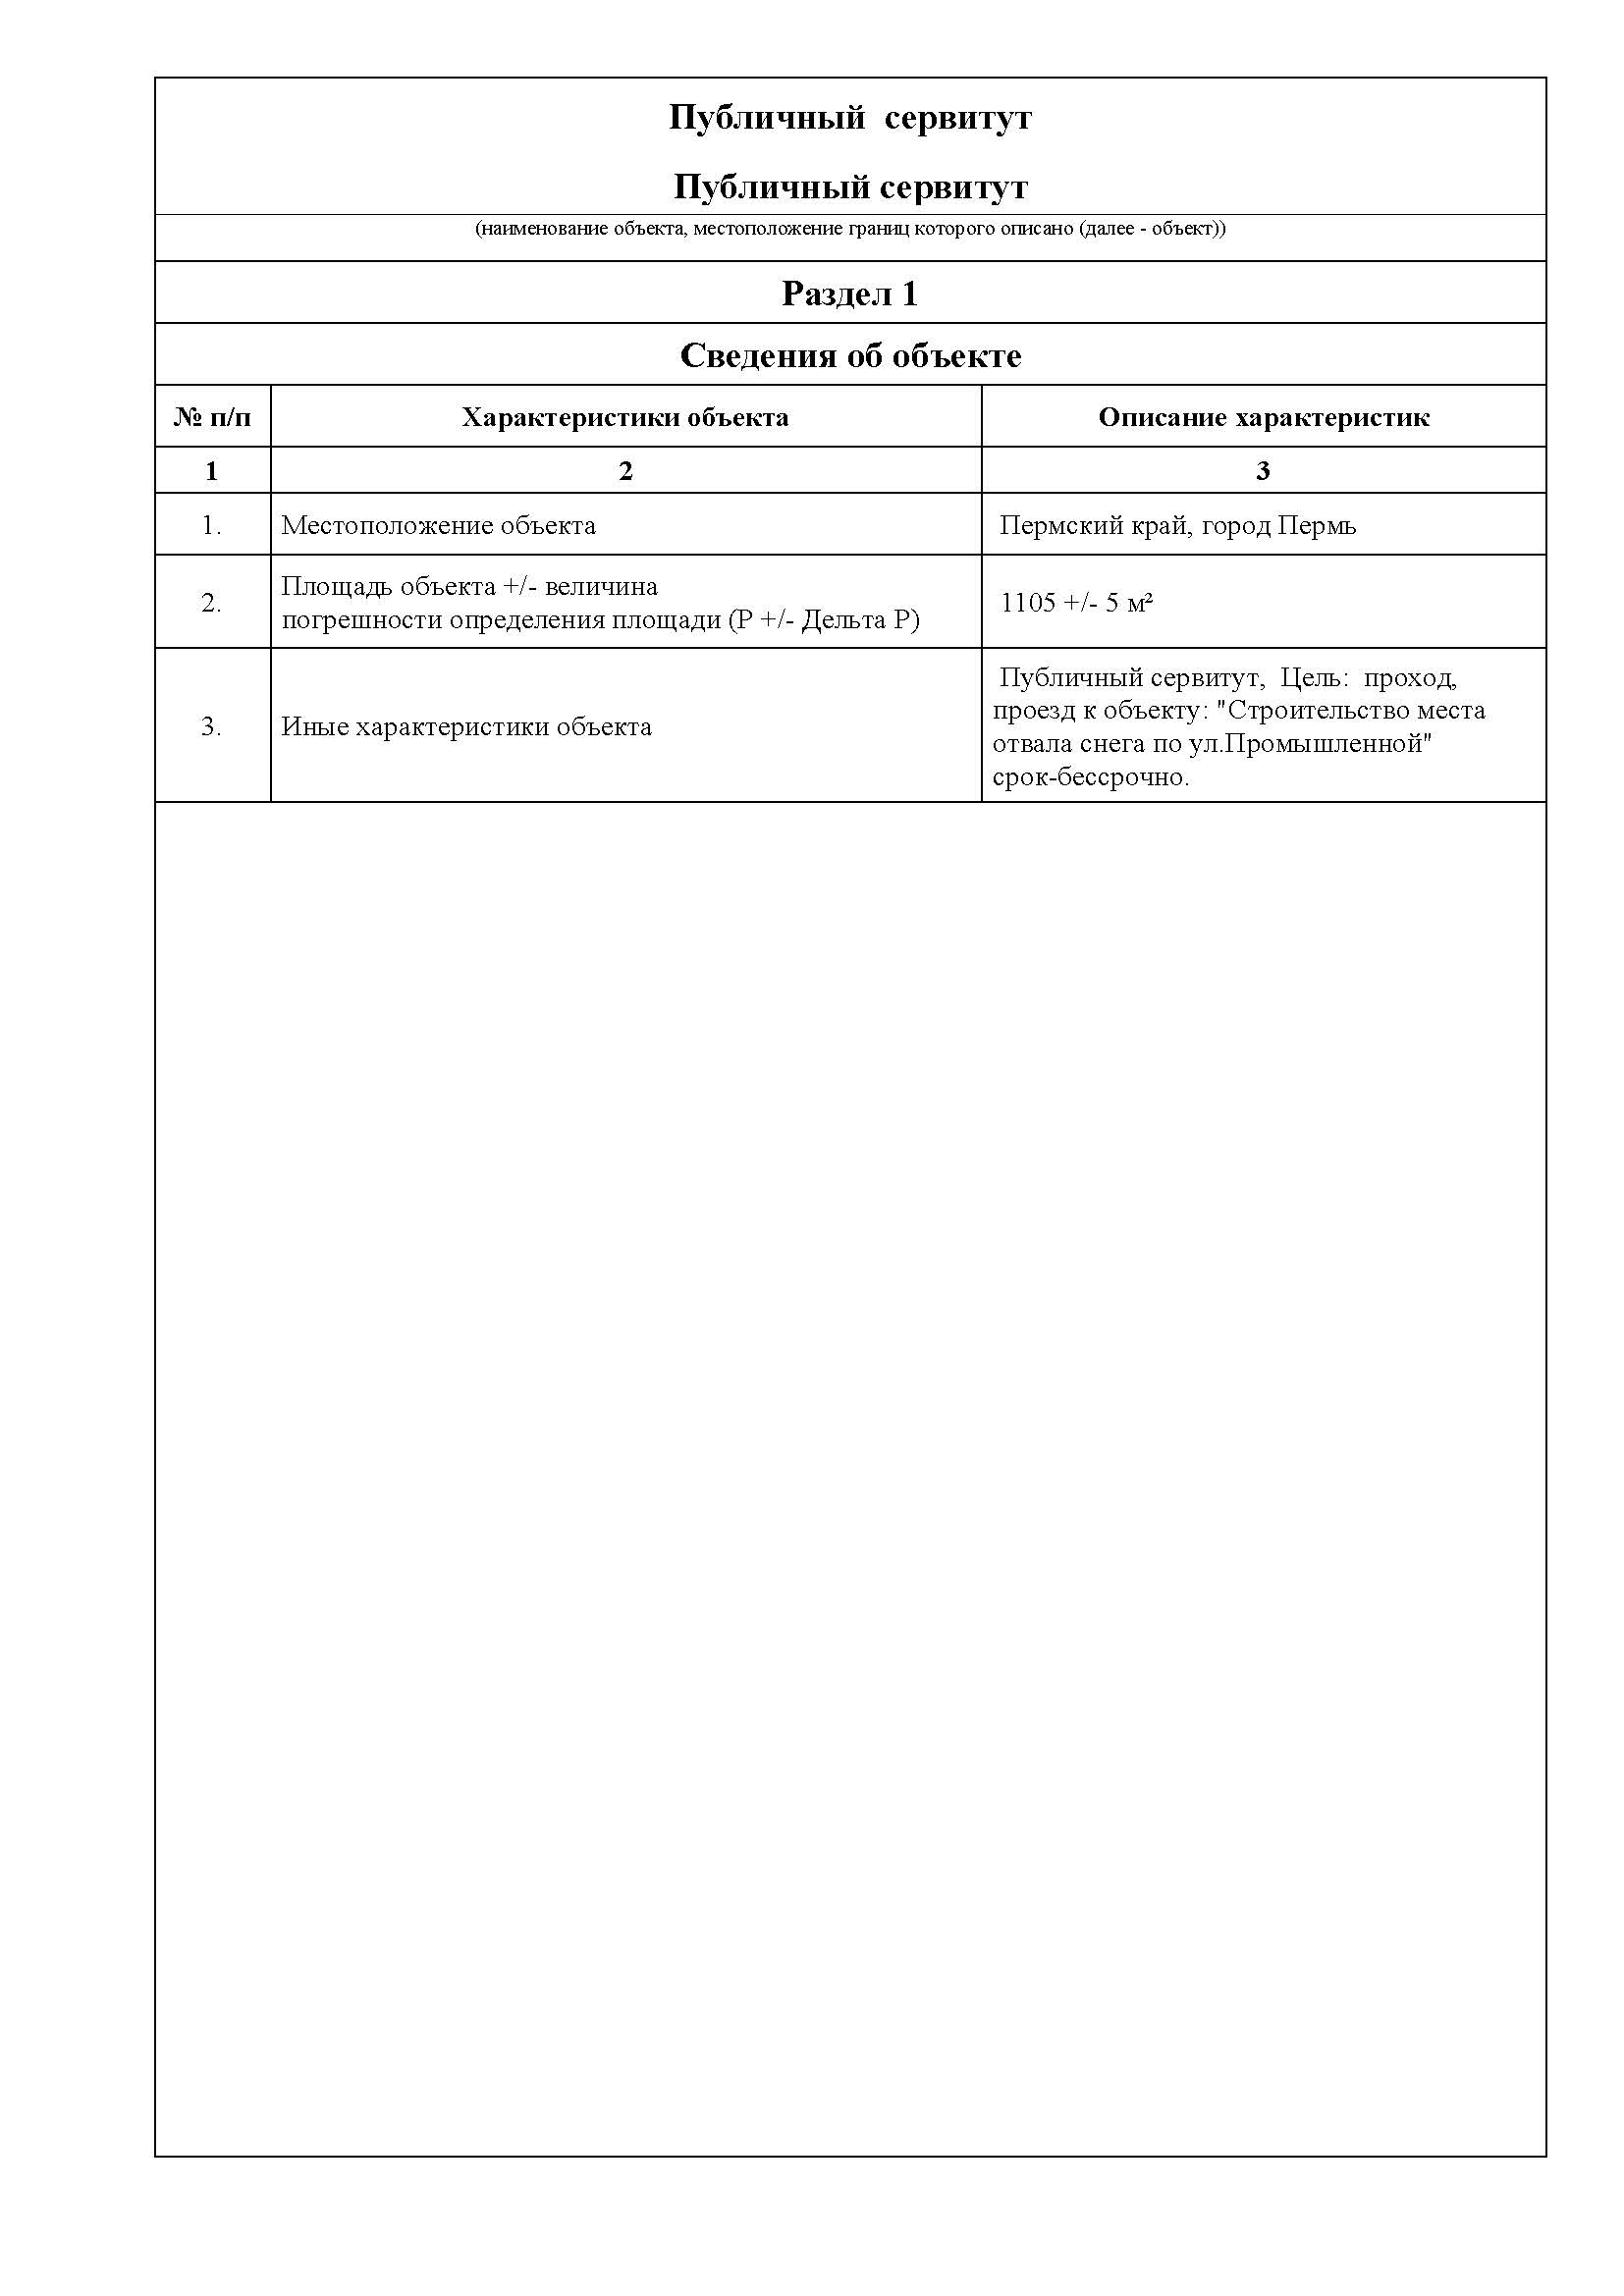 Публичный  сервитут
Публичный сервитут
(наименование объекта, местоположение границ которого описано (далее - объект))
Раздел 1
Сведения об объекте
№ п/п Характеристики объекта Описание характеристик
1 2 3
1. Местоположение объекта Пермский край, город Пермь
2. Площадь объекта +/- величина
погрешности определения площади (Р +/- Дельта Р) 1105 +/- 5 м²
3. Иные характеристики объекта Публичный сервитут,  Цель:  проход,
проезд к объекту: "Строительство места
отвала снега по ул.Промышленной"
срок-бессрочно.